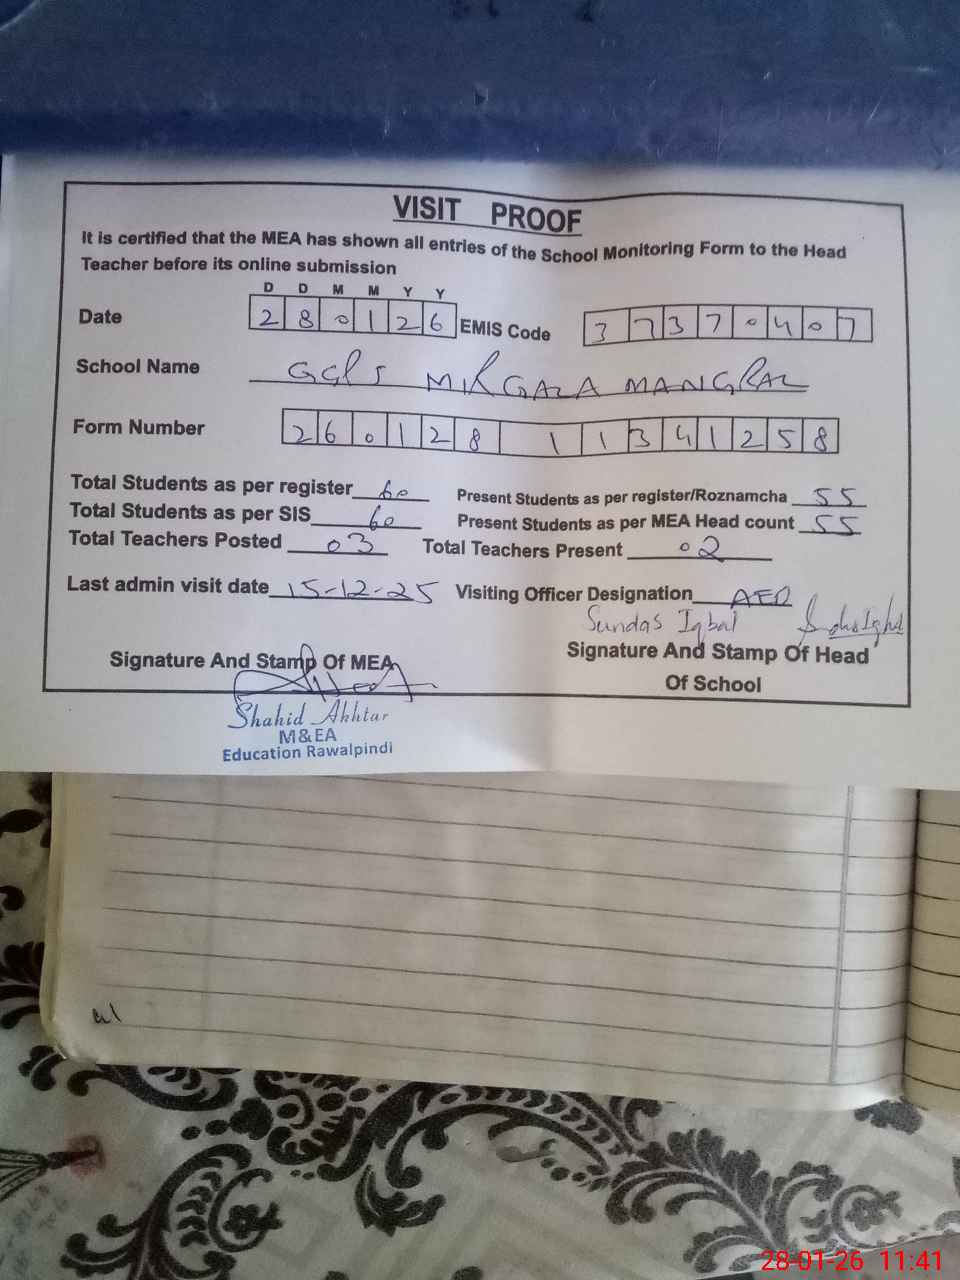 VISIT PROOF
It is certified that the MEA has shown all entries of the School Monitoring Form to the Head
Teacher before its online submission
D D M M Y Y
Date 2 8 0 1 2 6 EMIS Code 3 7 3 7 0 4 0 7
School Name GGPS MIRGALA MANGRAL
Form Number 2 6 0 1 2 8 1 1 3 4 1 2 5 8
Total Students as per register 60 Present Students as per register/Roznamcha 55
Total Students as per SIS 60 Present Students as per MEA Head count 55
Total Teachers Posted 03 Total Teachers Present 02
Last admin visit date 15-12-25 Visiting Officer Designation AEO
Sundas Iqbal
Signature And Stamp Of MEA Signature And Stamp Of Head
Of School
Shahid Akhtar
M&EA
Education Rawalpindi
28-01-26 11:41